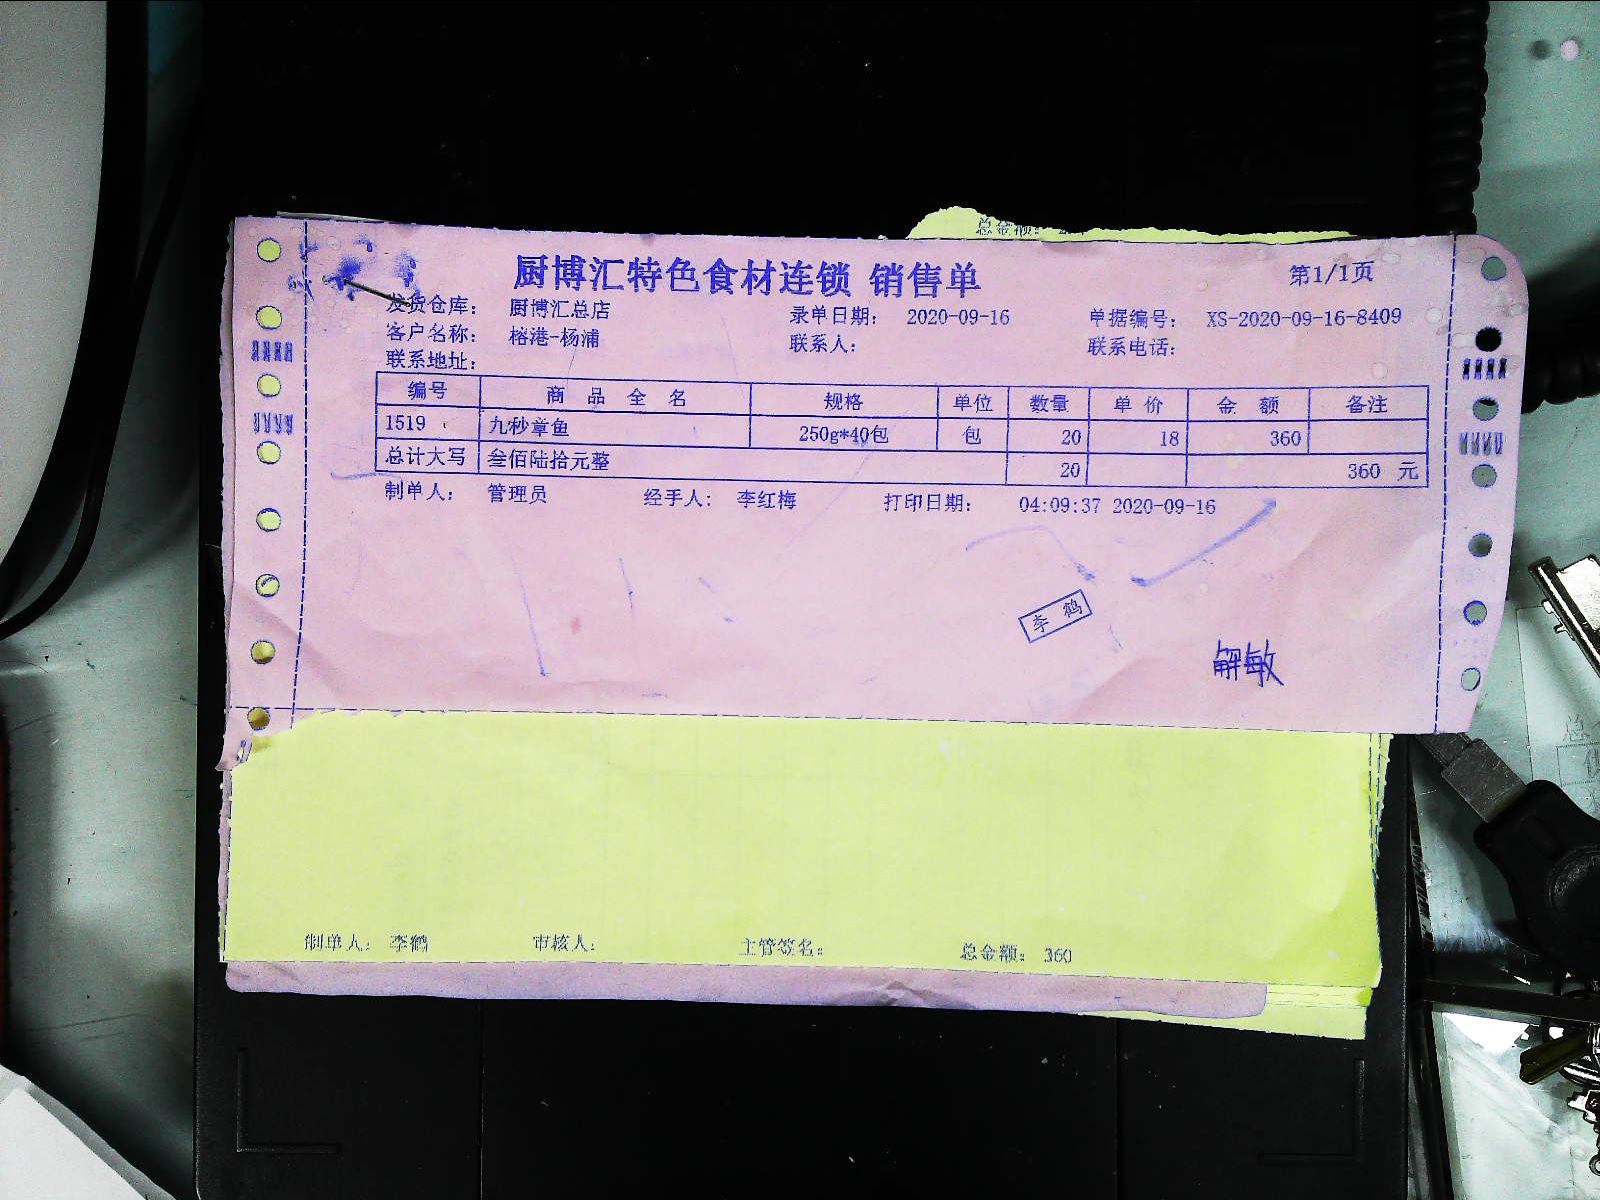 总金额:
厨博汇特色食材连锁 销售单 第1/1页
发货仓库: 厨博汇总店 录单日期: 2020-09-16 单据编号: XS-2020-09-16-8409
客户名称: 榕港-杨浦 联系人: 联系电话:
联系地址:
编号 商品全名 规格 单位 数量 单价 金额 备注
1519 九秒章鱼 250g*40包 包 20 18 360
总计大写 叁佰陆拾元整 20 360 元
制单人: 管理员 经手人: 李红梅 打印日期: 04:09:37 2020-09-16
李鹤
解敏
制单人: 李鹤 审核人: 主管签名: 总金额: 360